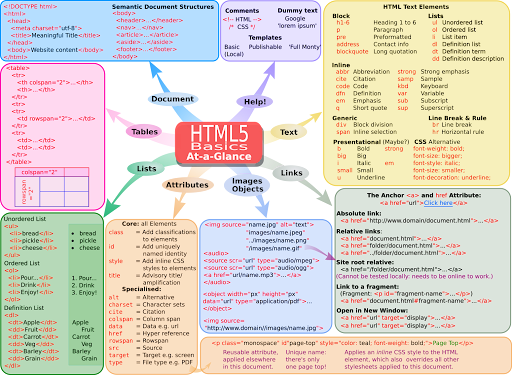 <!DOCTYPE html>
<html>
<head>
<meta charset="utf-8">
<title>Meaningful Title</title>
</head>
<body>Website content</body>
</html>
Semantic Document Structures
<body>
<header>...</header>
<nav>...</nav>
<article>...</article>
<aside>...</aside>
<footer>...</footer>
</body>
Comments
<!-- HTML -->
/* CSS */
Dummy text
Google
'lorem ipsum'
Templates
Basic Publishable 'Full Monty'
(Local)
HTML Text Elements
Block
h1-6 Heading 1 to 6
p Paragraph
pre Preformatted
address Contact info
blockquote Long quote
Lists
ul Unordered list
ol Ordered list
li List item
dl Definition list
dt Definition term
dd Definition description
Inline
abbr Abbreviation strong Strong emphasis
cite Citation samp Sample
code Code kbd Keyboard
dfn Definition var Variable
em Emphasis sub Subscript
q Short quote sup Superscript
Generic
div Block division
span Inline selection
Line Break & Rule
br Line break
hr Horizontal rule
Presentational (Maybe?) CSS Alternative
b Bold strong font-weight: bold;
big Big font-size: bigger;
i Italic em font-style: italic;
small Small font-size: smaller;
u Underline font-decoration: underline;
<table>
<tr>
<th colspan="2">...</th>
<th>...</th>
</tr>
<tr>
<td rowspan="2">...</td>
</tr>
<tr>
<td>...</td>
<td>...</td>
</tr>
</table>
colspan="2"
rowspan
="2"
Document
Help!
Tables
Text
HTML5
Basics
At-a-Glance
Lists
Links
Attributes
Images
Objects
Unordered List
<ul>
<li>bread</li>
<li>pickle</li>
<li>cheese</li>
</ul>
• bread
• pickle
• cheese
Ordered List
<ol>
<li>Pour...</li>
<li>Drink</li>
<li>Enjoy!</li>
</ol>
1. Pour...
2. Drink
3. Enjoy!
Definition List
<dl>
<dt>Apple</dt>
<dd>Fruit</dd>
<dt>Carrot</dt>
<dd>Veg</dd>
<dt>Barley</dt>
<dd>Grain</dd>
</dl>
Apple
Fruit
Carrot
Veg
Barley
Grain
Core: all Elements
class = Add classifications
to elements
id = Add uniquely
named identity
style = Add inline CSS
styles to elements
title = Advisory title/
amplification
Specialised:
alt = Alternative
charset = Character sets
cite = Citation
colspan = Column span
data = Data e.g. url
href = Hyper reference
rowspan = Rowspan
src = Source
target = Target e.g. screen
type = File type e.g. PDF
<img src="name.jpg" alt="text">
"images/name.jpeg"
"../images/name.png"
"/images/name.gif"
<audio>
<source scr="url" type="audio/mpeg">
<source scr="url" type="audio/ogg">
<a href="url/name.mp3">...</a>
</audio>
<object width="px" height="px"
data="url" type="application/pdf">...
</object>
<img src=
"http://www.domain/images/name.jpg">
The Anchor <a> and href Attribute:
<a href="url">Click here</a>
Absolute link:
<a href="http://www.domain/document.html">...</a>
Relative links:
<a href="document.html">...</a>
<a href="folder/document.html">...</a>
<a href="../folder/document.html">...</a>
Site root relative:
<a href="/folder/document.html">...</a>
(Cannot be tested locally: needs to be online to work.)
Link to a fragment:
(Fragment: <p id="fragment-name">...</p>)
<a href="document.html#fragment-name">...</a>
Open in New Window:
<a href="url" target="display">...</a>
<a href="url" target="display">...</a>
<p class="monospace" id="page-top" style="color: teal; font-weight: bold;">Page Top</p>
Reusable attribute,
applied elsewhere
in this document.
Unique name:
there's only
one page top!
Applies an inline CSS style to the HTML
element, which also overrides all other
stylesheets applied to this document.